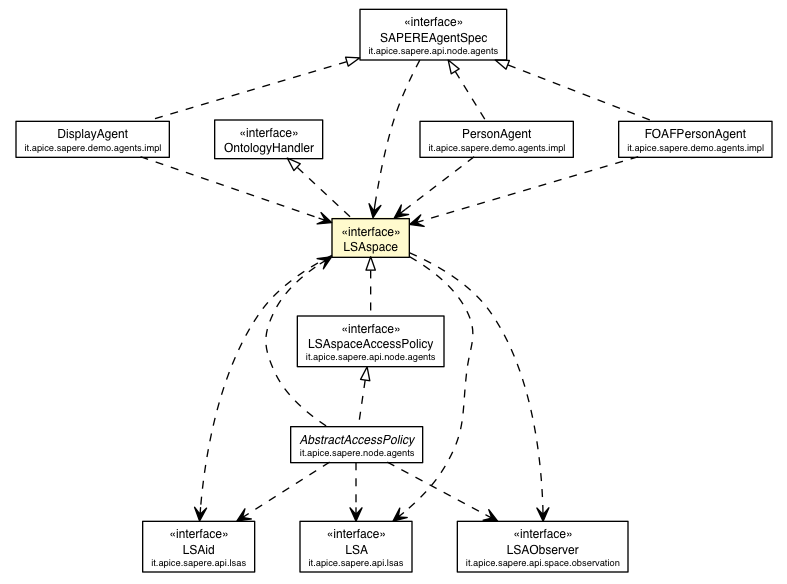 «interface»
SAPEREAgentSpec
it.apice.sapere.api.node.agents
DisplayAgent
it.apice.sapere.demo.agents.impl
«interface»
OntologyHandler
PersonAgent
it.apice.sapere.demo.agents.impl
FOAFPersonAgent
it.apice.sapere.demo.agents.impl
«interface»
LSAspace
«interface»
LSAspaceAccessPolicy
it.apice.sapere.api.node.agents
AbstractAccessPolicy
it.apice.sapere.node.agents
«interface»
LSAid
it.apice.sapere.api.lsas
«interface»
LSA
it.apice.sapere.api.lsas
«interface»
LSAObserver
it.apice.sapere.api.space.observation